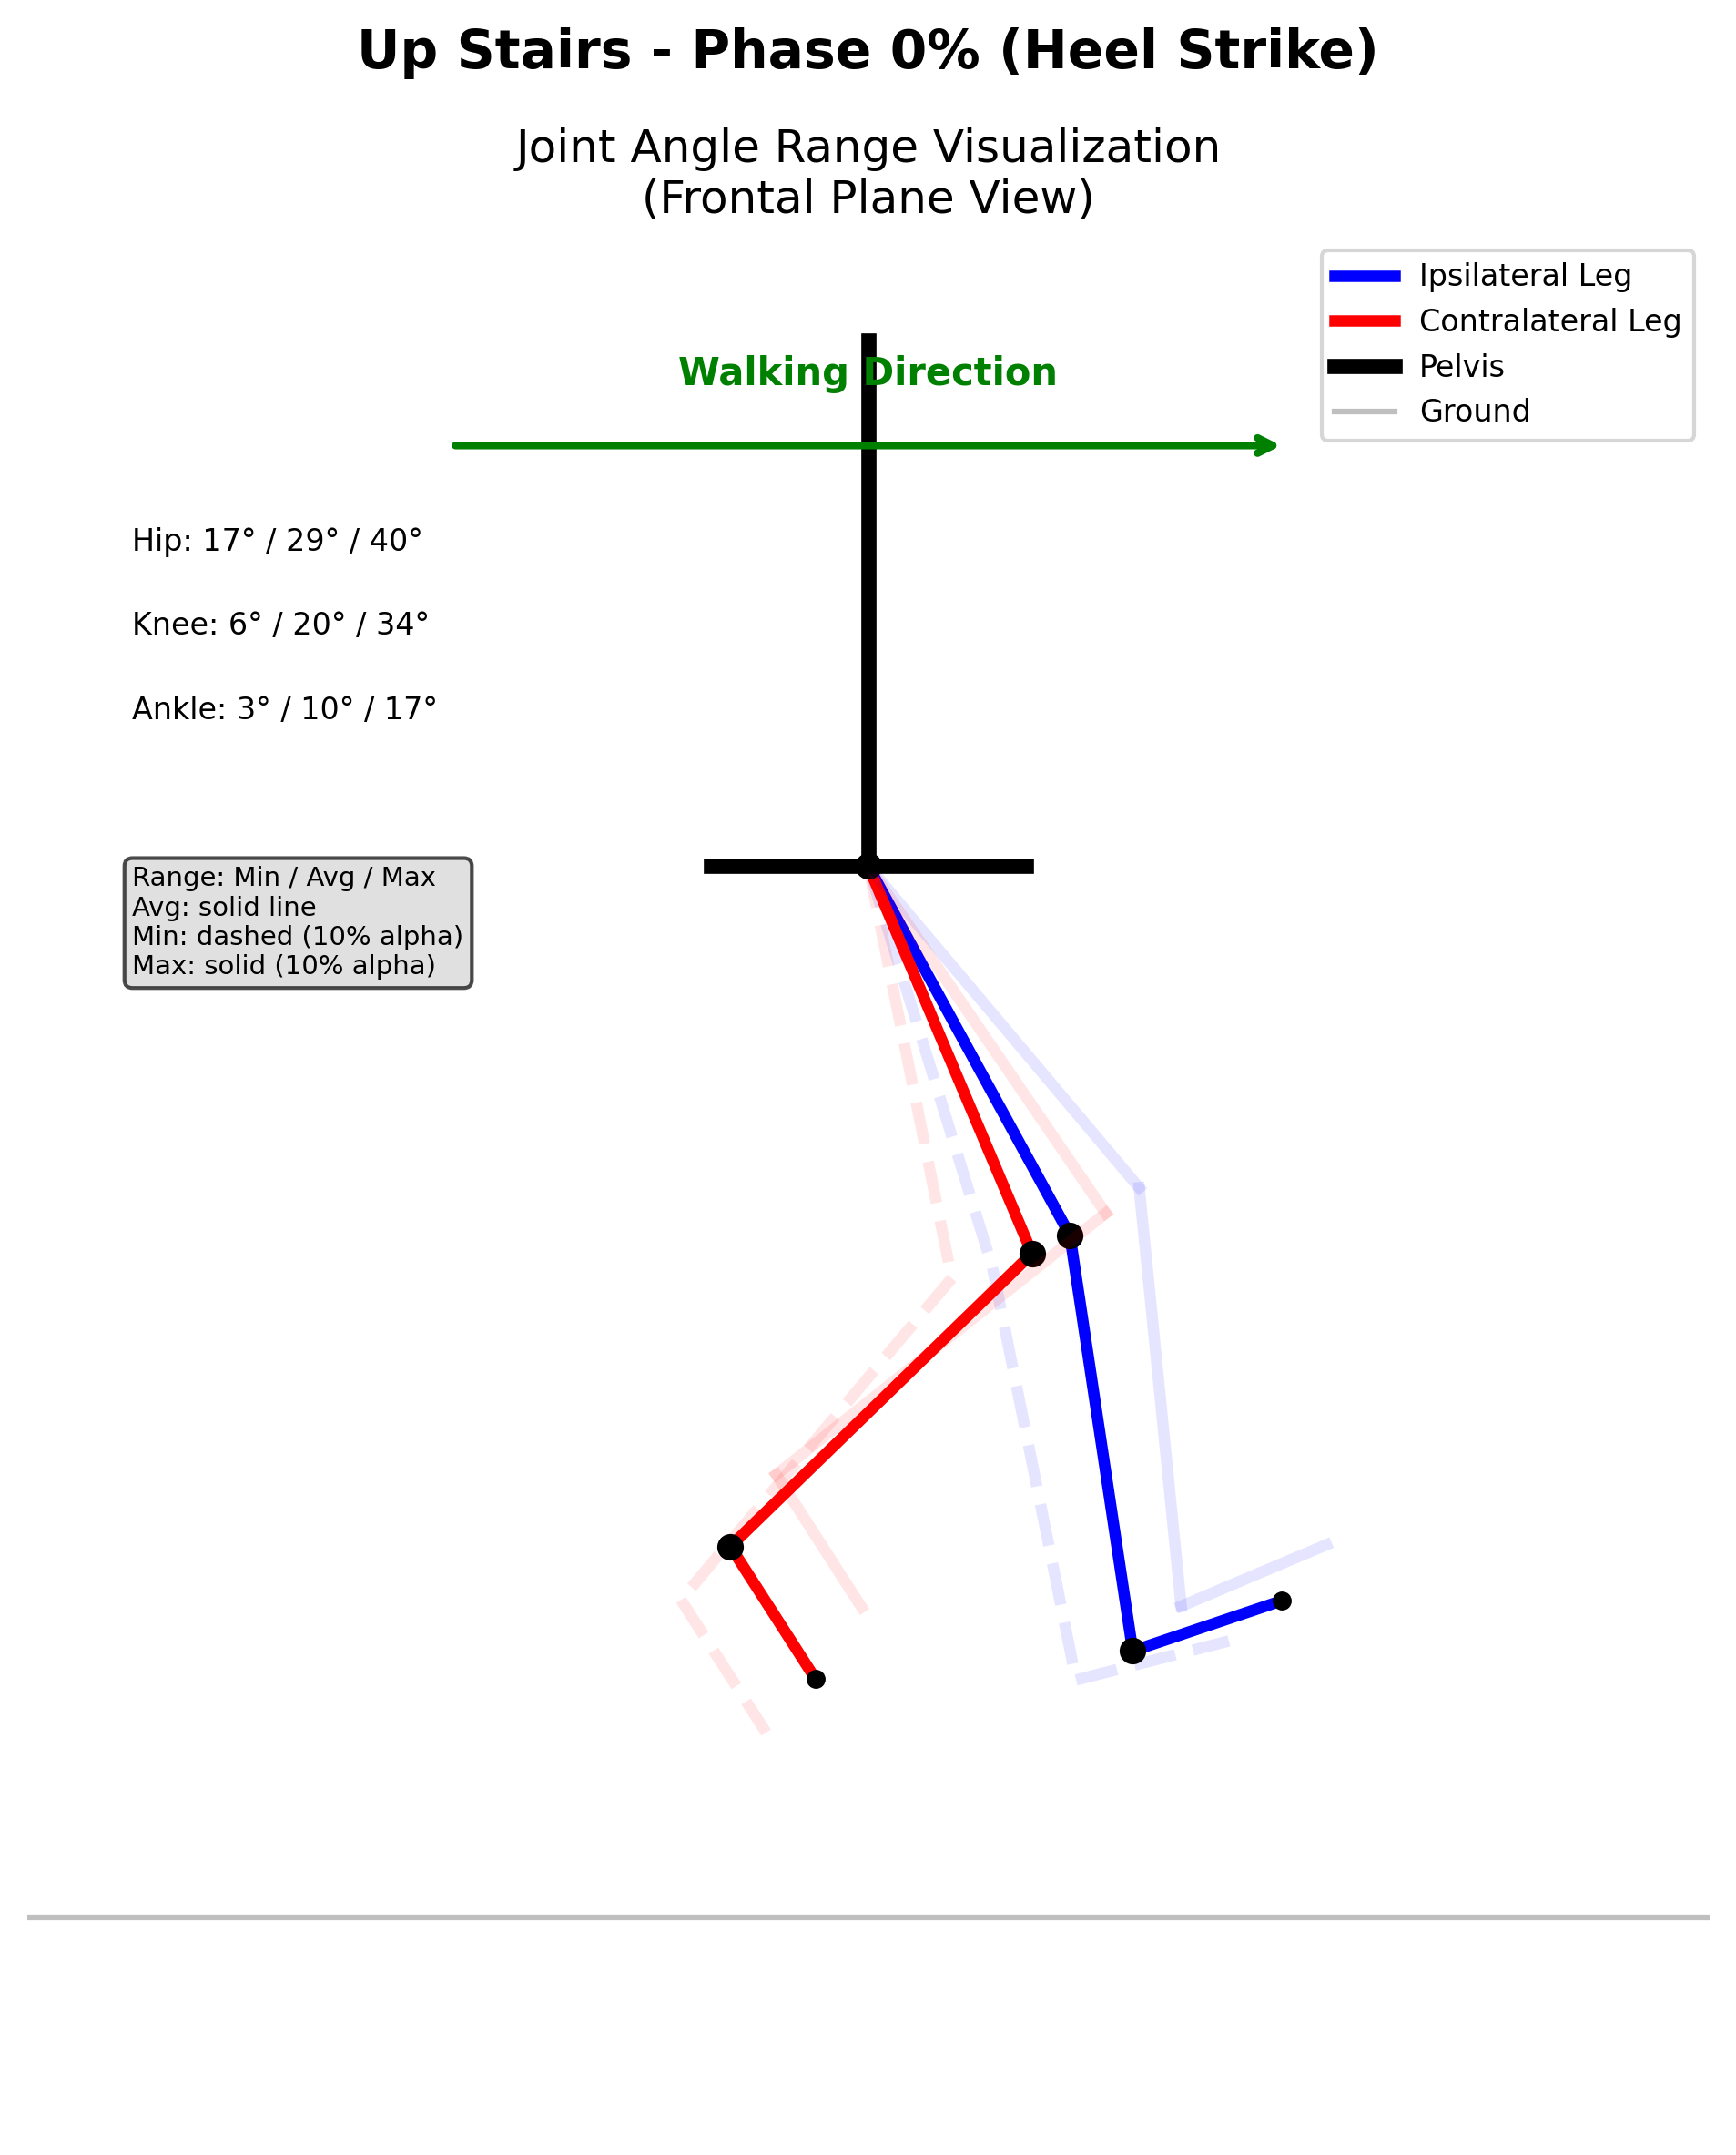 Up Stairs - Phase 0% (Heel Strike)
Joint Angle Range Visualization
(Frontal Plane View)
Ipsilateral Leg
Contralateral Leg
Pelvis
Ground
Walking Direction
Hip: 17° / 29° / 40°
Knee: 6° / 20° / 34°
Ankle: 3° / 10° / 17°
Range: Min / Avg / Max
Avg: solid line
Min: dashed (10% alpha)
Max: solid (10% alpha)